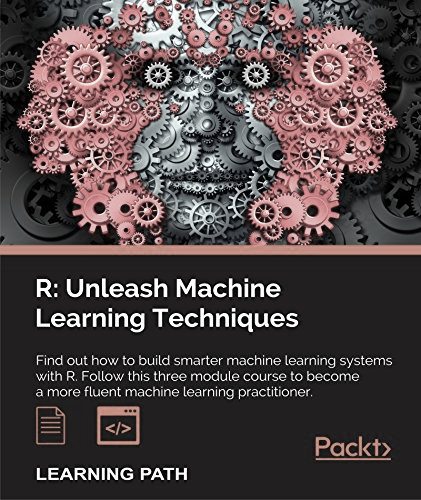 R: Unleash Machine
Learning Techniques
Find out how to build smarter machine learning systems
with R. Follow this three module course to become
a more fluent machine learning practitioner.
</>
Packt>
LEARNING PATH